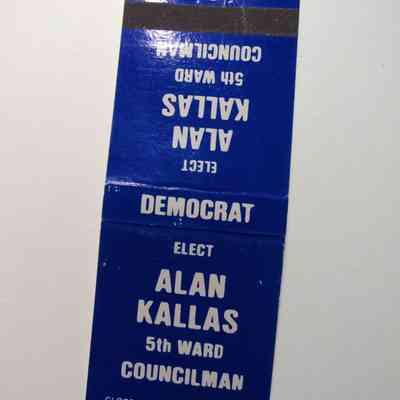 COUNCILMAN
5th WARD
KALLAS
ALAN
ELECT
DEMOCRAT
ELECT
ALAN
KALLAS
5th WARD
COUNCILMAN